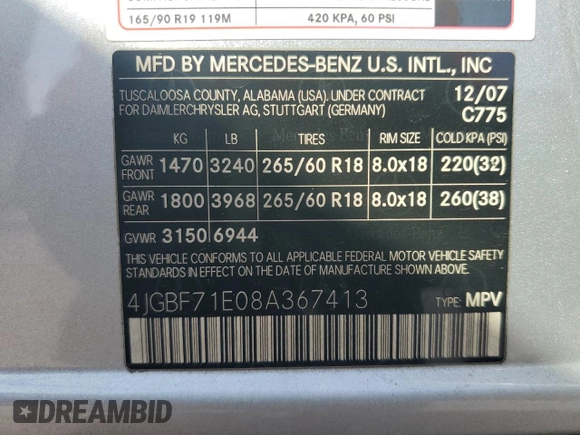 165/90 R19 119M 420 KPA, 60 PSI
MFD BY MERCEDES-BENZ U.S. INTL., INC
TUSCALOOSA COUNTY, ALABAMA (USA). UNDER CONTRACT 12/07
FOR DAIMLERCHRYSLER AG, STUTTGART (GERMANY) C775
KG LB TIRES RIM SIZE COLD KPA (PSI)
GAWR FRONT 1470 3240 265/60 R18 8.0x18 220(32)
GAWR REAR 1800 3968 265/60 R18 8.0x18 260(38)
GVWR 3150 6944
THIS VEHICLE CONFORMS TO ALL APPLICABLE FEDERAL MOTOR VEHICLE SAFETY
STANDARDS IN EFFECT ON THE DATE OF MANUFACTURE SHOWN ABOVE.
4JGBF71E08A367413 TYPE: MPV
DREAMBID